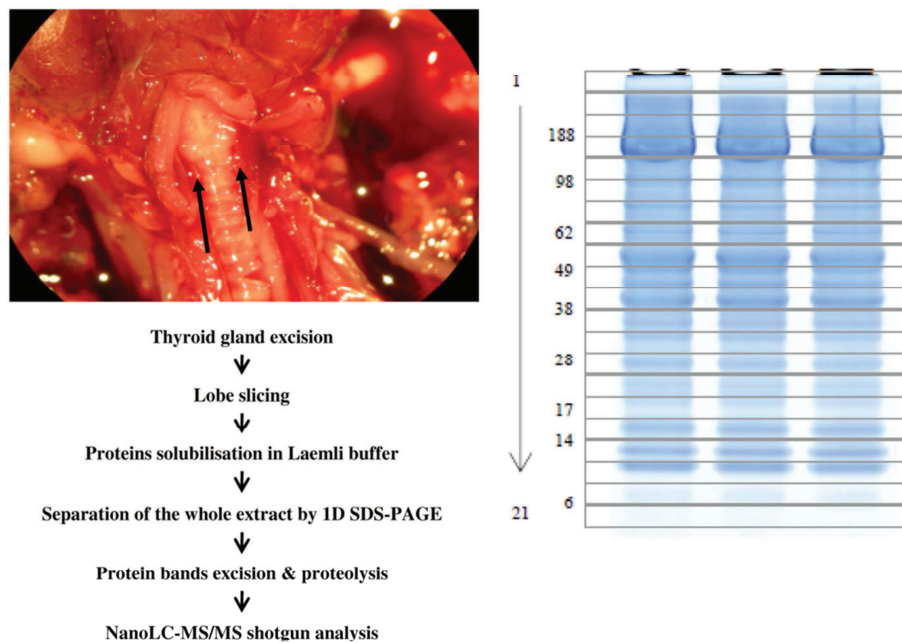 Thyroid gland excision
Lobe slicing
Proteins solubilisation in Laemli buffer
Separation of the whole extract by 1D SDS-PAGE
Protein bands excision & proteolysis
NanoLC-MS/MS shotgun analysis
1
188
98
62
49
38
28
17
14
6
21